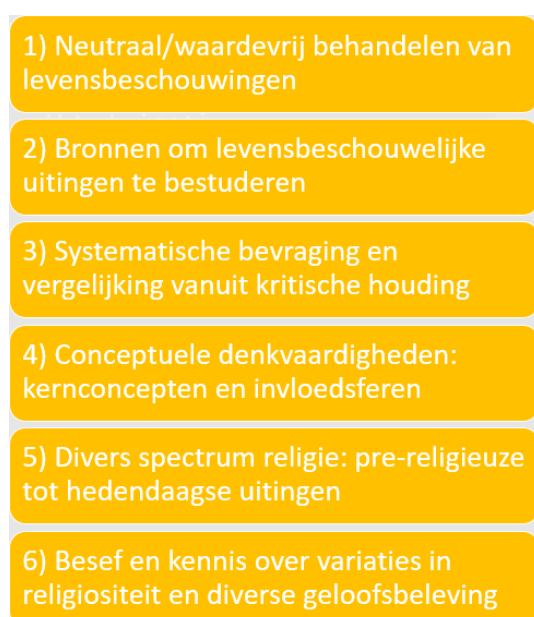 1) Neutraal/waardevrij behandelen van
levensbeschouwingen
2) Bronnen om levensbeschouwelijke
uitingen te bestuderen
3) Systematische bevraging en
vergelijking vanuit kritische houding
4) Conceptuele denkvaardigheden:
kernconcepten en invloedsferen
5) Divers spectrum religie: pre-religieuze
tot hedendaagse uitingen
6) Besef en kennis over variaties in
religiositeit en diverse geloofsbeleving